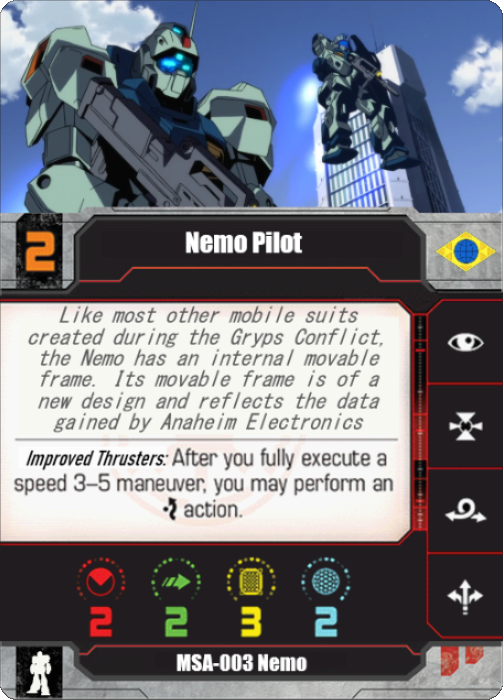 2
Nemo Pilot
Like most other mobile suits
created during the Gryps Conflict,
the Nemo has an internal movable
frame. Its movable frame is of a
new design and reflects the data
gained by Anaheim Electronics
Improved Thrusters: After you fully execute a
speed 3–5 maneuver, you may perform an
action.
2 2 3 2
MSA-003 Nemo